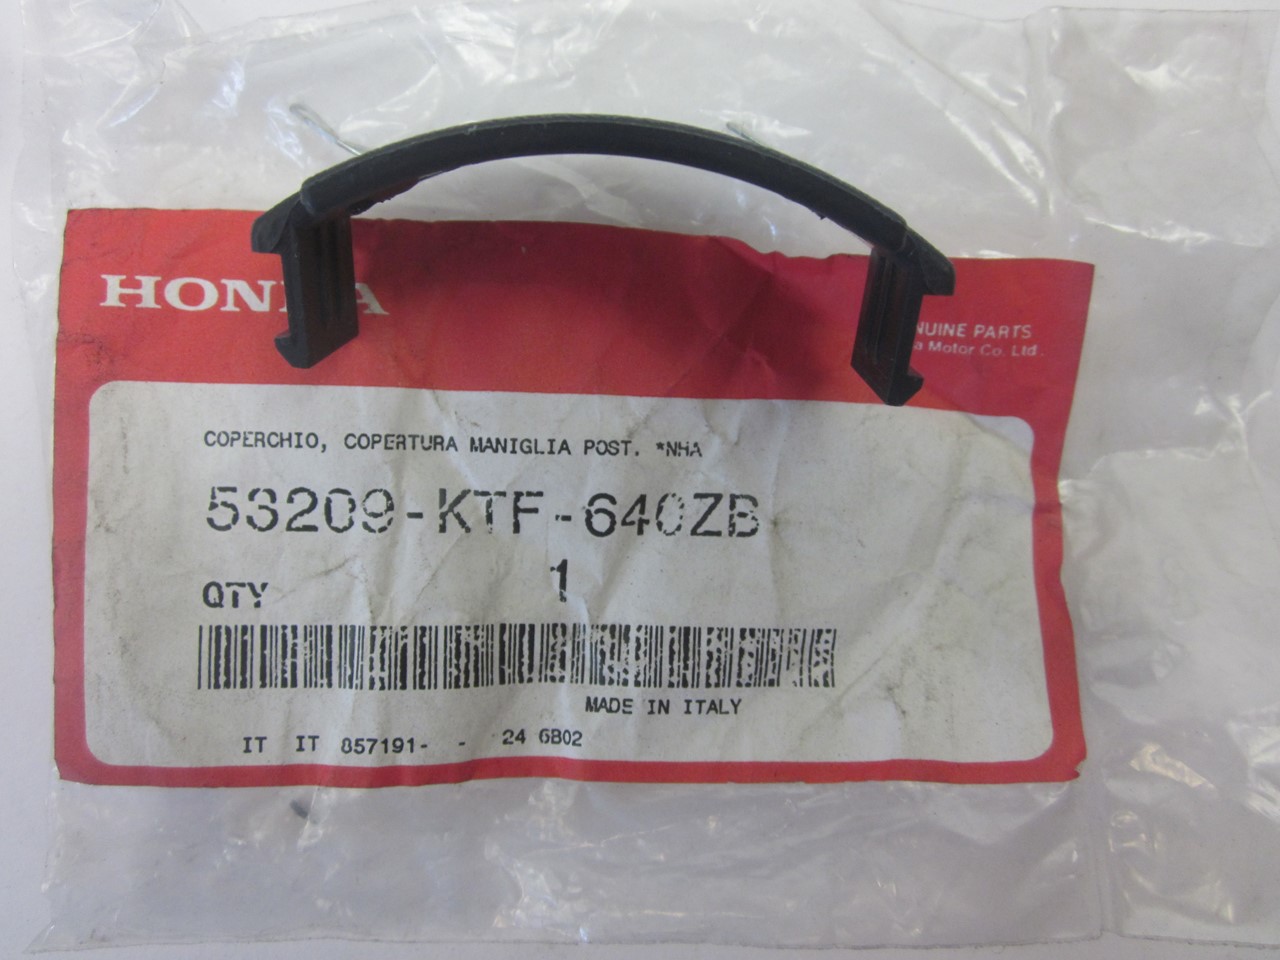 HONDA
NUINE PARTS
a Motor Co. Ltd.
COPERCHIO, COPERTURA MANIGLIA POST. *NHA
53209-KTF-640ZB
QTY 1
MADE IN ITALY
IT IT 857191- - 24 6B02